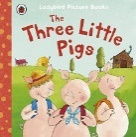 Ladybird Picture Books
The
Three Little
Pigs